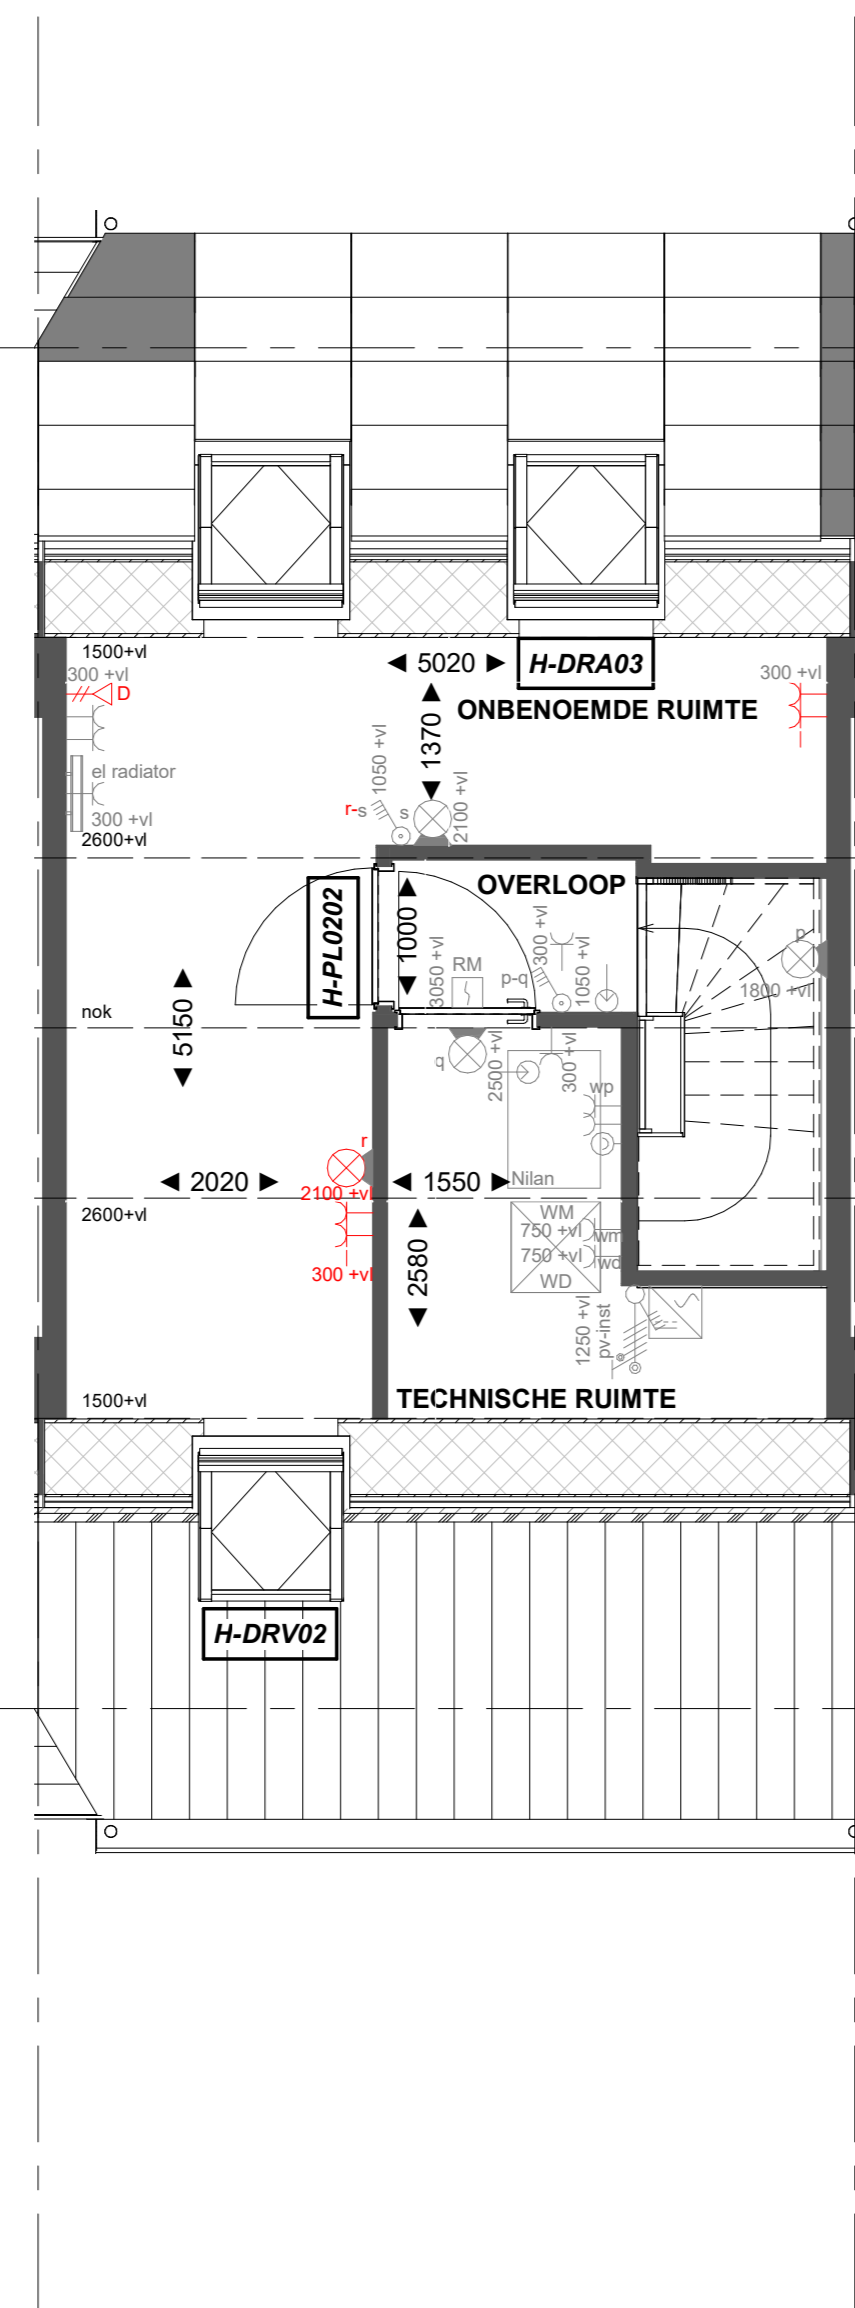 1500+vl
300 +vl
D
5020
H-DRA03
300 +vl
ONBENOEMDE RUIMTE
1370
1050 +vl
el radiator
300 +vl
r-s
s
2100 +vl
2600+vl
OVERLOOP
H-PL0202
1000
3050 +vl
RM
p-q
300 +vl
1050 +vl
p
1800 +vl
nok
5150
q
2500 +vl
300 +vl
wp
r
2020
2100 +vl
1550
Nilan
2600+vl
WM
750 +vl
wm
750 +vl
wd
WD
2580
300 +vl
1250 +vl
pv-inst
1500+vl
TECHNISCHE RUIMTE
H-DRV02